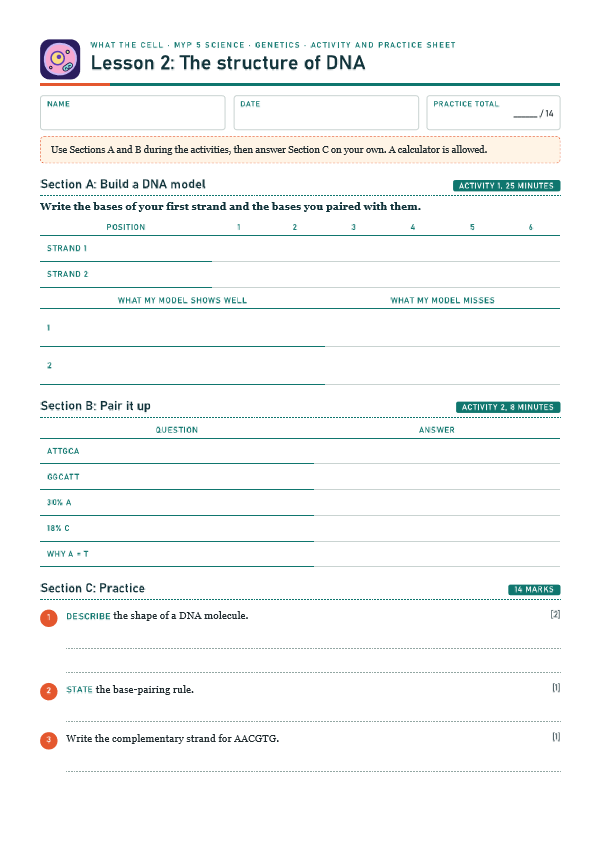 WHAT THE CELL · MYP 5 SCIENCE · GENETICS · ACTIVITY AND PRACTICE SHEET
Lesson 2: The structure of DNA
NAME DATE PRACTICE TOTAL
_____ / 14
Use Sections A and B during the activities, then answer Section C on your own. A calculator is allowed.
Section A: Build a DNA model ACTIVITY 1, 25 MINUTES
Write the bases of your first strand and the bases you paired with them.
POSITION 1 2 3 4 5 6
STRAND 1
STRAND 2
WHAT MY MODEL SHOWS WELL WHAT MY MODEL MISSES
1
2
Section B: Pair it up ACTIVITY 2, 8 MINUTES
QUESTION ANSWER
ATTGCA
GGCATT
30% A
18% C
WHY A = T
Section C: Practice 14 MARKS
1 DESCRIBE the shape of a DNA molecule. [2]
2 STATE the base-pairing rule. [1]
3 Write the complementary strand for AACGTG. [1]